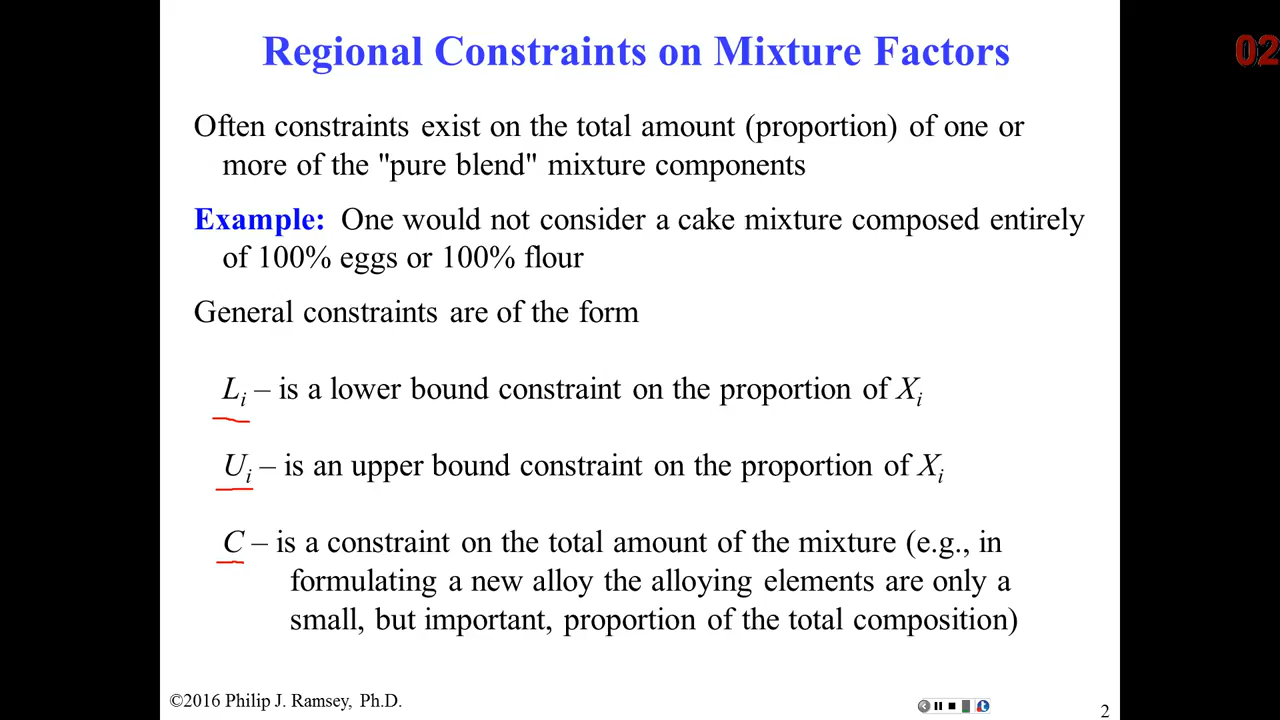 Regional Constraints on Mixture Factors
02
Often constraints exist on the total amount (proportion) of one or
more of the "pure blend" mixture components
Example: One would not consider a cake mixture composed entirely
of 100% eggs or 100% flour
General constraints are of the form
Li – is a lower bound constraint on the proportion of Xi
Ui – is an upper bound constraint on the proportion of Xi
C – is a constraint on the total amount of the mixture (e.g., in
formulating a new alloy the alloying elements are only a
small, but important, proportion of the total composition)
©2016 Philip J. Ramsey, Ph.D.
2